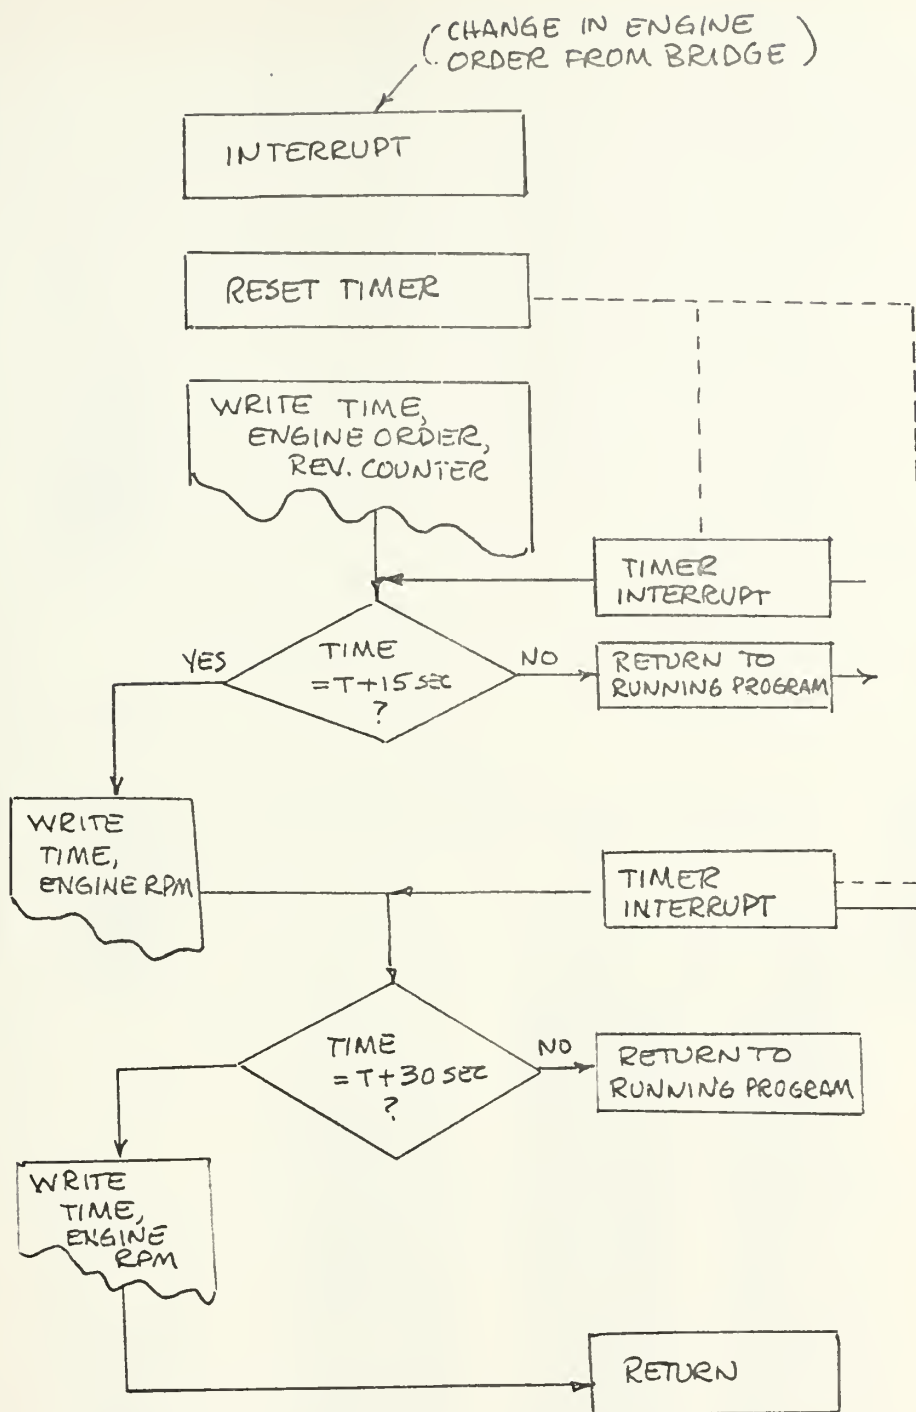 (CHANGE IN ENGINE
ORDER FROM BRIDGE)
INTERRUPT
RESET TIMER
WRITE TIME,
ENGINE ORDER,
REV. COUNTER
TIMER
INTERRUPT
YES
TIME
=T+15 SEC
?
NO
RETURN TO
RUNNING PROGRAM
WRITE
TIME,
ENGINE RPM
TIMER
INTERRUPT
TIME
=T+30 SEC
?
NO
RETURN TO
RUNNING PROGRAM
WRITE
TIME,
ENGINE
RPM
RETURN